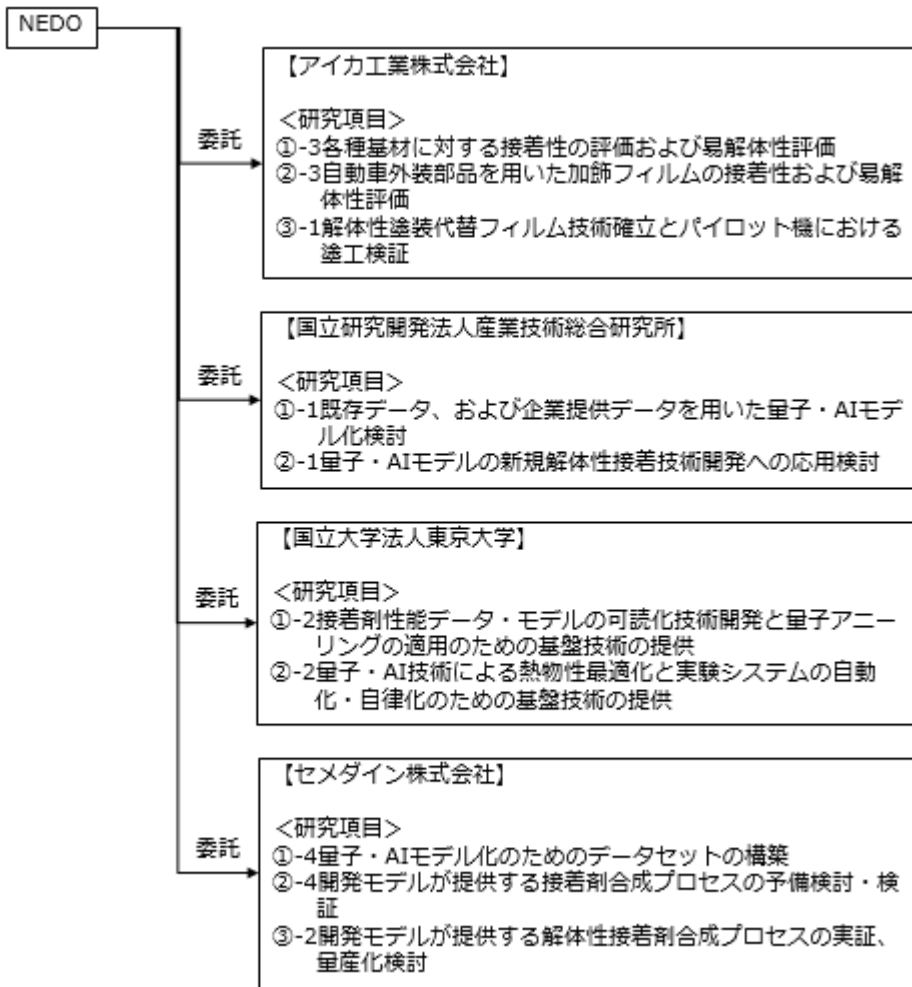 NEDO
委託
【アイカ工業株式会社】
＜研究項目＞
①-3各種基材に対する接着性の評価および易解体性評価
②-3自動車外装部品を用いた加飾フィルムの接着性および易解
体性評価
③-1解体性塗装代替フィルム技術確立とパイロット機における
塗工検証
委託
【国立研究開発法人産業技術総合研究所】
＜研究項目＞
①-1既存データ、および企業提供データを用いた量子・AIモデ
ル化検討
②-1量子・AIモデルの新規解体性接着技術開発への応用検討
委託
【国立大学法人東京大学】
＜研究項目＞
①-2接着剤性能データ・モデルの可読化技術開発と量子アニー
リングの適用のための基盤技術の提供
②-2量子・AI技術による熱物性最適化と実験システムの自動
化・自律化のための基盤技術の提供
委託
【セメダイン株式会社】
＜研究項目＞
①-4量子・AIモデル化のためのデータセットの構築
②-4開発モデルが提供する接着剤合成プロセスの予備検討・検
証
③-2開発モデルが提供する解体性接着剤合成プロセスの実証、
量産化検討